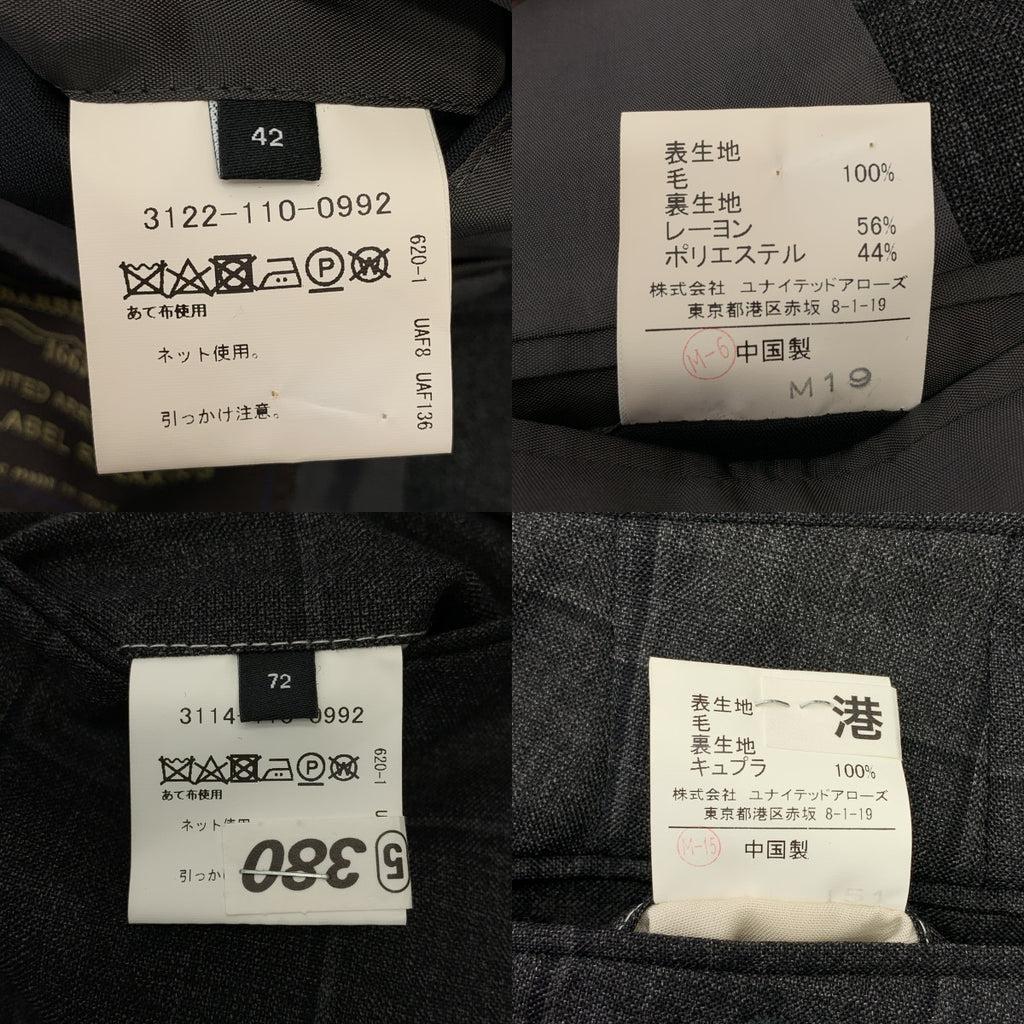 42
3122-110-0992
あて布使用
ネット使用。
引っかけ注意。
620-1 UAF8 UAF136
表生地
毛 100%
裏生地
レーヨン 56%
ポリエステル 44%
株式会社 ユナイテッドアローズ
東京都港区赤坂 8-1-19
M-6 中国製
M19
72
3114 0992
あて布使用
ネット
引っか
620-1 U
380 5
表生地
毛
裏生地
キュプラ 100%
港
株式会社 ユナイテッドアローズ
東京都港区赤坂 8-1-19
M-15 中国製